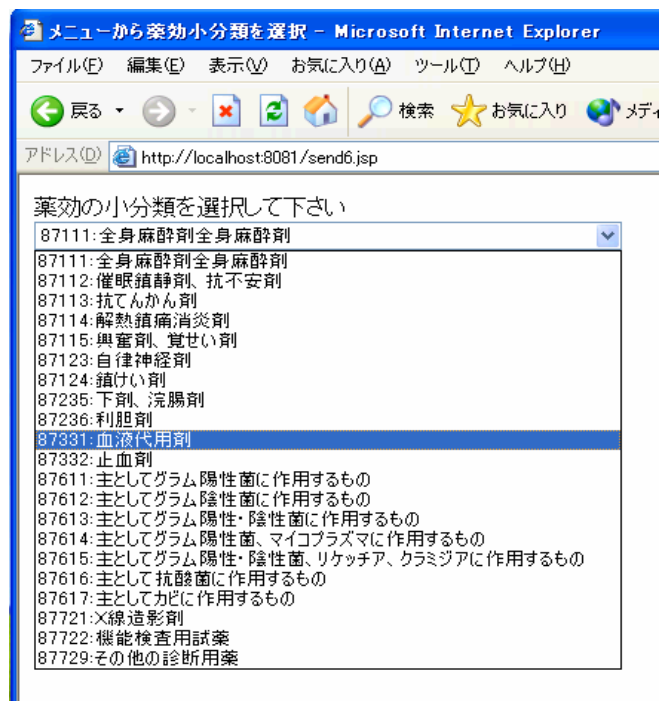 メニューから薬効小分類を選択 - Microsoft Internet Explorer
ファイル(F) 編集(E) 表示(V) お気に入り(A) ツール(T) ヘルプ(H)
戻る 検索 お気に入り メディ
アドレス(D) http://localhost:8081/send6.jsp
薬効の小分類を選択して下さい
87111:全身麻酔剤全身麻酔剤
87111:全身麻酔剤全身麻酔剤
87112:催眠鎮静剤、抗不安剤
87113:抗てんかん剤
87114:解熱鎮痛消炎剤
87115:興奮剤、覚せい剤
87123:自律神経剤
87124:鎮けい剤
87235:下剤、浣腸剤
87236:利胆剤
87331:血液代用剤
87332:止血剤
87611:主としてグラム陽性菌に作用するもの
87612:主としてグラム陰性菌に作用するもの
87613:主としてグラム陽性・陰性菌に作用するもの
87614:主としてグラム陽性菌、マイコプラズマに作用するもの
87615:主としてグラム陽性・陰性菌、リケッチア、クラミジアに作用するもの
87616:主として抗酸菌に作用するもの
87617:主としてカビに作用するもの
87721:X線造影剤
87722:機能検査用試薬
87729:その他の診断用薬